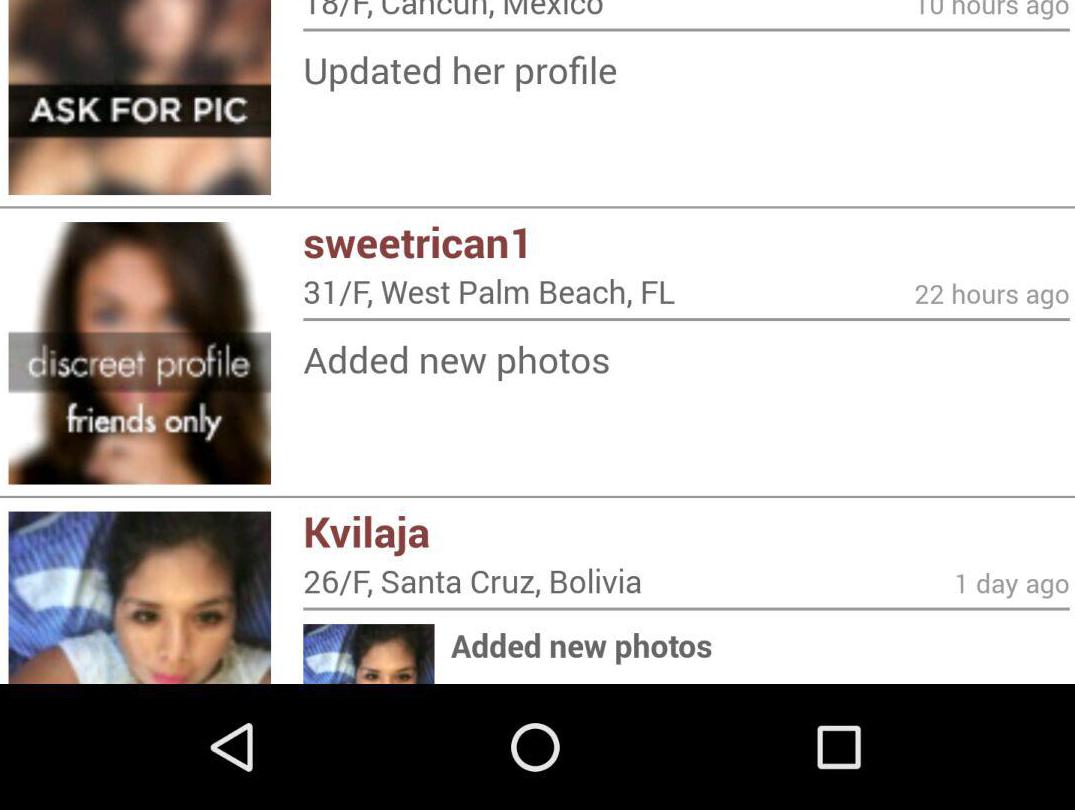 18/F, Cancun, Mexico
10 hours ago
Updated her profile
ASK FOR PIC
sweetrican1
31/F, West Palm Beach, FL
22 hours ago
Added new photos
discreet profile
friends only
Kvilaja
26/F, Santa Cruz, Bolivia
1 day ago
Added new photos